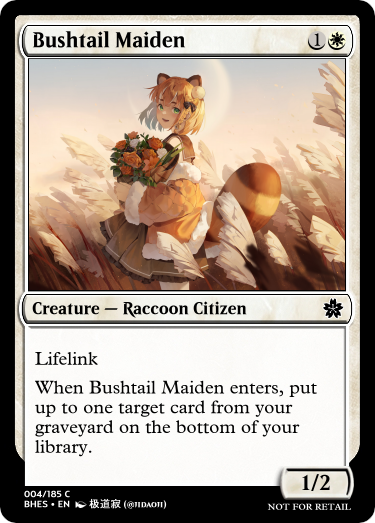 Bushtail Maiden 1
Creature — Raccoon Citizen
Lifelink
When Bushtail Maiden enters, put
up to one target card from your
graveyard on the bottom of your
library.
1/2
004/185 C
BHES • EN 极道寂 (@JIDAOJI)
NOT FOR RETAIL